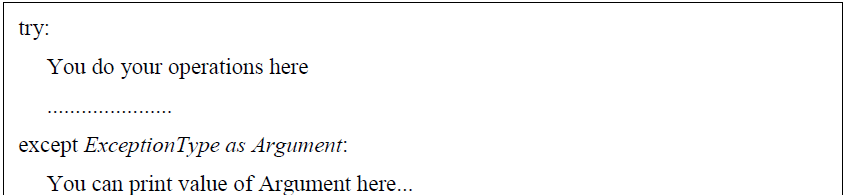 try:
You do your operations here
......................
except ExceptionType as Argument:
You can print value of Argument here...